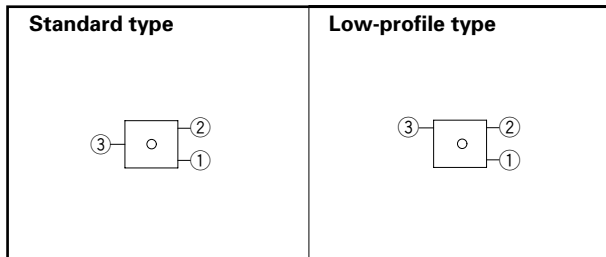 Standard type
Low-profile type
③ ②
①
③ ②
①